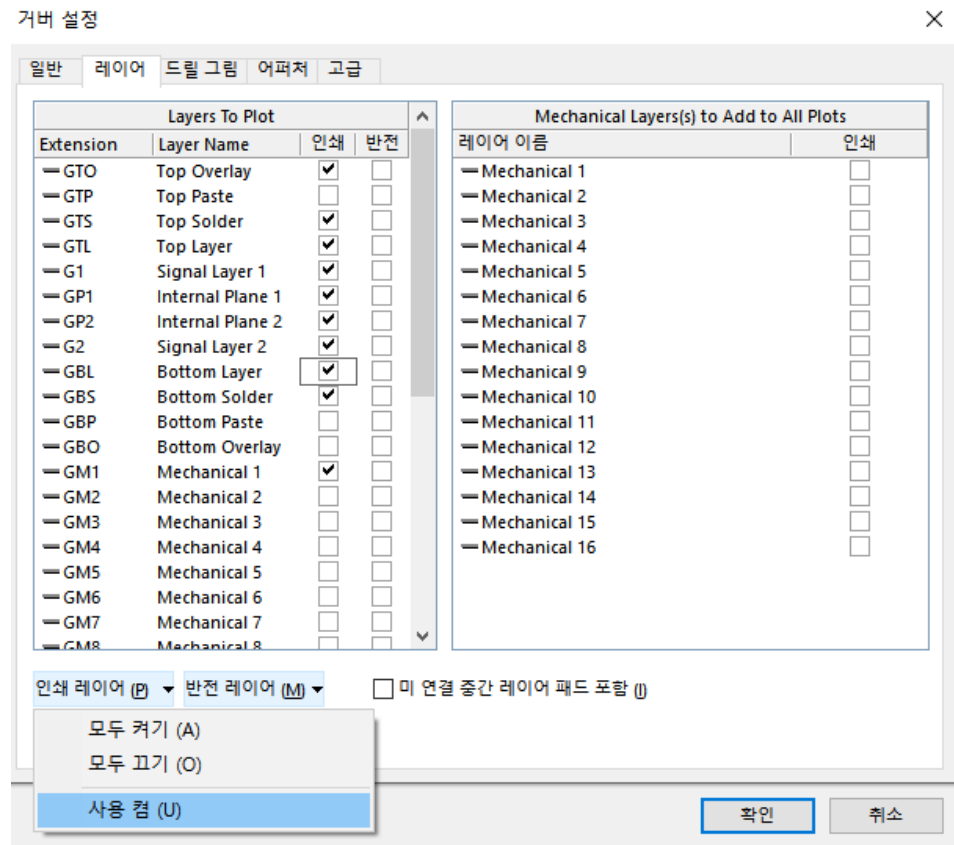 거버 설정
일반 레이어 드릴 그림 어퍼처 고급
Layers To Plot
Extension Layer Name 인쇄 반전
GTO Top Overlay
GTP Top Paste
GTS Top Solder
GTL Top Layer
G1 Signal Layer 1
GP1 Internal Plane 1
GP2 Internal Plane 2
G2 Signal Layer 2
GBL Bottom Layer
GBS Bottom Solder
GBP Bottom Paste
GBO Bottom Overlay
GM1 Mechanical 1
GM2 Mechanical 2
GM3 Mechanical 3
GM4 Mechanical 4
GM5 Mechanical 5
GM6 Mechanical 6
GM7 Mechanical 7
GM8 Mechanical 8
Mechanical Layers(s) to Add to All Plots
레이어 이름 인쇄
Mechanical 1
Mechanical 2
Mechanical 3
Mechanical 4
Mechanical 5
Mechanical 6
Mechanical 7
Mechanical 8
Mechanical 9
Mechanical 10
Mechanical 11
Mechanical 12
Mechanical 13
Mechanical 14
Mechanical 15
Mechanical 16
인쇄 레이어 (P) 반전 레이어 (M) 미 연결 중간 레이어 패드 포함 (I)
모두 켜기 (A)
모두 끄기 (O)
사용 켬 (U)
확인 취소